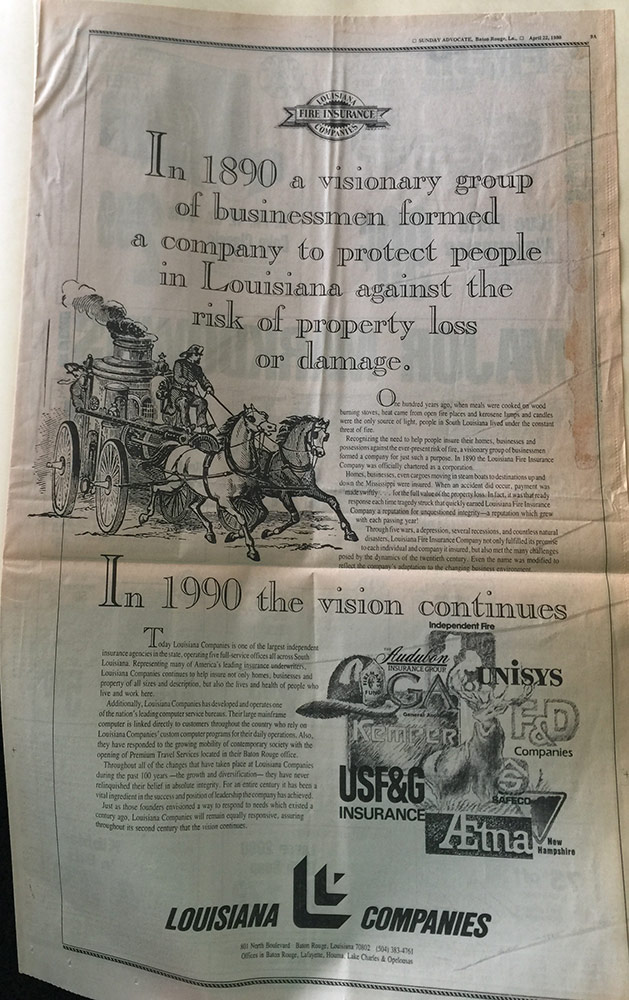 □ SUNDAY ADVOCATE, Baton Rouge, La., □ April 22, 1990
9A
LOUISIANA
FIRE INSURANCE
COMPANIES
In 1890 a visionary group
of businessmen formed
a company to protect people
in Louisiana against the
risk of property loss
or damage.
One hundred years ago, when meals were cooked on wood
burning stoves, heat came from open fire places and kerosene lamps and candles
were the only source of light, people in South Louisiana lived under the constant
threat of fire.
Recognizing the need to help people insure their homes, businesses and
possessions against the ever-present risk of fire, a visionary group of businessmen
formed a company for just such a purpose. In 1890 the Louisiana Fire Insurance
Company was officially chartered as a corporation.
Homes, businesses, even cargoes moving in steam boats to destinations up and
down the Mississippi were insured. When an accident did occur, payment was
made swiftly . . . for the full value of the property loss. In fact, it was that ready
response each time tragedy struck that quickly earned Louisiana Fire Insurance
Company a reputation for unquestioned integrity—a reputation which grew
with each passing year!
Through five wars, a depression, several recessions, and countless natural
disasters, Louisiana Fire Insurance Company not only fulfilled its promise
to each individual and company it insured, but also met the many challenges
posed by the dynamics of the twentieth century. Even the name was modified to
reflect the company's adaptation to the changing business environment.
In 1990 the vision continues
Today Louisiana Companies is one of the largest independent
insurance agencies in the state, operating five full-service offices all across South
Louisiana. Representing many of America's leading insurance underwriters,
Louisiana Companies continues to help insure not only homes, businesses and
property of all sizes and description, but also the lives and health of people who
live and work here.
Additionally, Louisiana Companies has developed and operates one
of the nation's leading computer service bureaus. Their large mainframe
computer is linked directly to customers throughout the country who rely on
Louisiana Companies' custom computer programs for their daily operations. Also,
they have responded to the growing mobility of contemporary society with the
opening of Premium Travel Services located in their Baton Rouge office.
Throughout all of the changes that have taken place at Louisiana Companies
during the past 100 years —the growth and diversification— they have never
relinquished their belief in absolute integrity. For an entire century it has been a
vital ingredient in the success and position of leadership the company has achieved.
Just as those founders envisioned a way to respond to needs which existed a
century ago, Louisiana Companies will remain equally responsive, assuring
throughout its second century that the vision continues.
Independent Fire
The Audubon
INSURANCE GROUP
UNISYS
FUND
GA
General Accident
Kemper
F&D
Companies
USF&G
INSURANCE
SAFECO
Ætna
New
Hampshire
LOUISIANA COMPANIES
801 North Boulevard Baton Rouge, Louisiana 70802 (504) 383-4761
Offices in Baton Rouge, Lafayette, Houma, Lake Charles & Opelousas